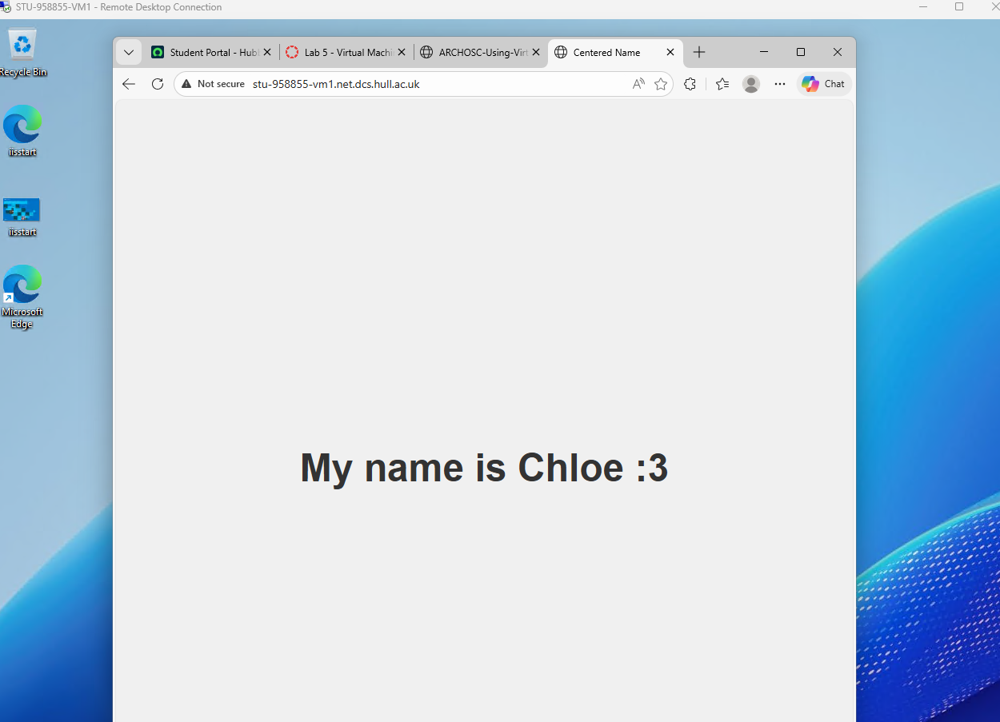 STU-958855-VM1 - Remote Desktop Connection
Recycle Bin
iisstart
iisstart
Microsoft
Edge
Student Portal - Hub
Lab 5 - Virtual Machi
ARCHOSC-Using-Virt
Centered Name
Not secure
stu-958855-vm1.net.dcs.hull.ac.uk
Chat
My name is Chloe :3